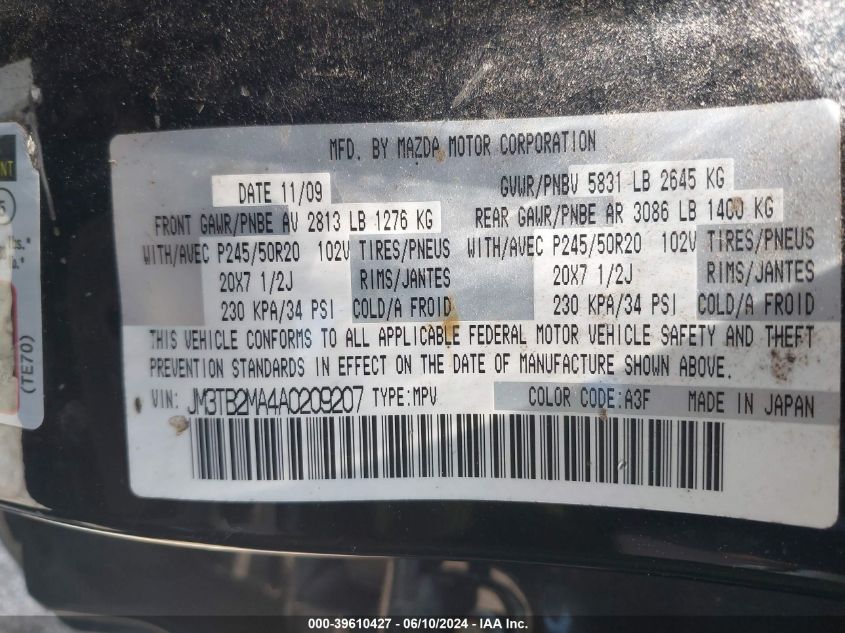 MFD. BY MAZDA MOTOR CORPORATION
DATE 11/09 GVWR/PNBV 5831 LB 2645 KG
FRONT GAWR/PNBE AV 2813 LB 1276 KG REAR GAWR/PNBE AR 3086 LB 1400 KG
WITH/AVEC P245/50R20 102V TIRES/PNEUS WITH/AVEC P245/50R20 102V TIRES/PNEUS
20X7 1/2J RIMS/JANTES 20X7 1/2J RIMS/JANTES
230 KPA/34 PSI COLD/A FROID 230 KPA/34 PSI COLD/A FROID
THIS VEHICLE CONFORMS TO ALL APPLICABLE FEDERAL MOTOR VEHICLE SAFETY AND THEFT
PREVENTION STANDARDS IN EFFECT ON THE DATE OF MANUFACTURE SHOWN ABOVE.
VIN: JM3TB2MA4A0209207 TYPE:MPV COLOR CODE:A3F MADE IN JAPAN
(TE70)
000-39610427 - 06/10/2024 - IAA Inc.